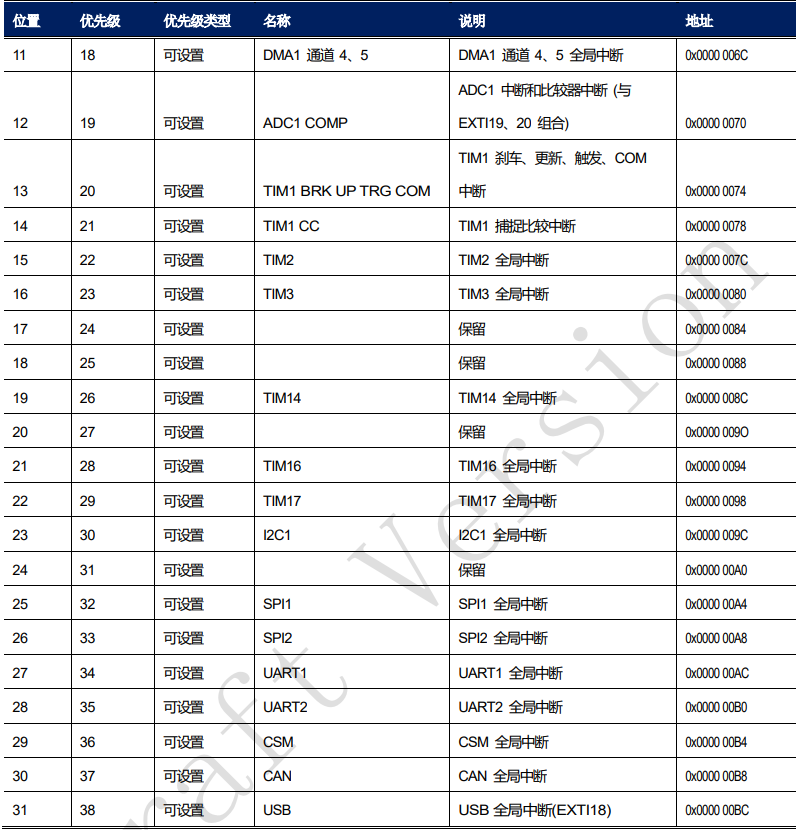 位置 优先级 优先级类型 名称 说明 地址
11 18 可设置 DMA1 通道 4、5 DMA1 通道 4、5 全局中断 0x0000 006C
ADC1 中断和比较器中断 (与
12 19 可设置 ADC1 COMP EXTI19、20 组合) 0x0000 0070
TIM1 刹车、更新、触发、COM
13 20 可设置 TIM1 BRK UP TRG COM 中断 0x0000 0074
14 21 可设置 TIM1 CC TIM1 捕捉比较中断 0x0000 0078
15 22 可设置 TIM2 TIM2 全局中断 0x0000 007C
16 23 可设置 TIM3 TIM3 全局中断 0x0000 0080
17 24 可设置 保留 0x0000 0084
18 25 可设置 保留 0x0000 0088
19 26 可设置 TIM14 TIM14 全局中断 0x0000 008C
20 27 可设置 保留 0x0000 009O
21 28 可设置 TIM16 TIM16 全局中断 0x0000 0094
22 29 可设置 TIM17 TIM17 全局中断 0x0000 0098
23 30 可设置 I2C1 I2C1 全局中断 0x0000 009C
24 31 可设置 保留 0x0000 00A0
25 32 可设置 SPI1 SPI1 全局中断 0x0000 00A4
26 33 可设置 SPI2 SPI2 全局中断 0x0000 00A8
27 34 可设置 UART1 UART1 全局中断 0x0000 00AC
28 35 可设置 UART2 UART2 全局中断 0x0000 00B0
29 36 可设置 CSM CSM 全局中断 0x0000 00B4
30 37 可设置 CAN CAN 全局中断 0x0000 00B8
31 38 可设置 USB USB 全局中断(EXTI18) 0x0000 00BC
raft Version